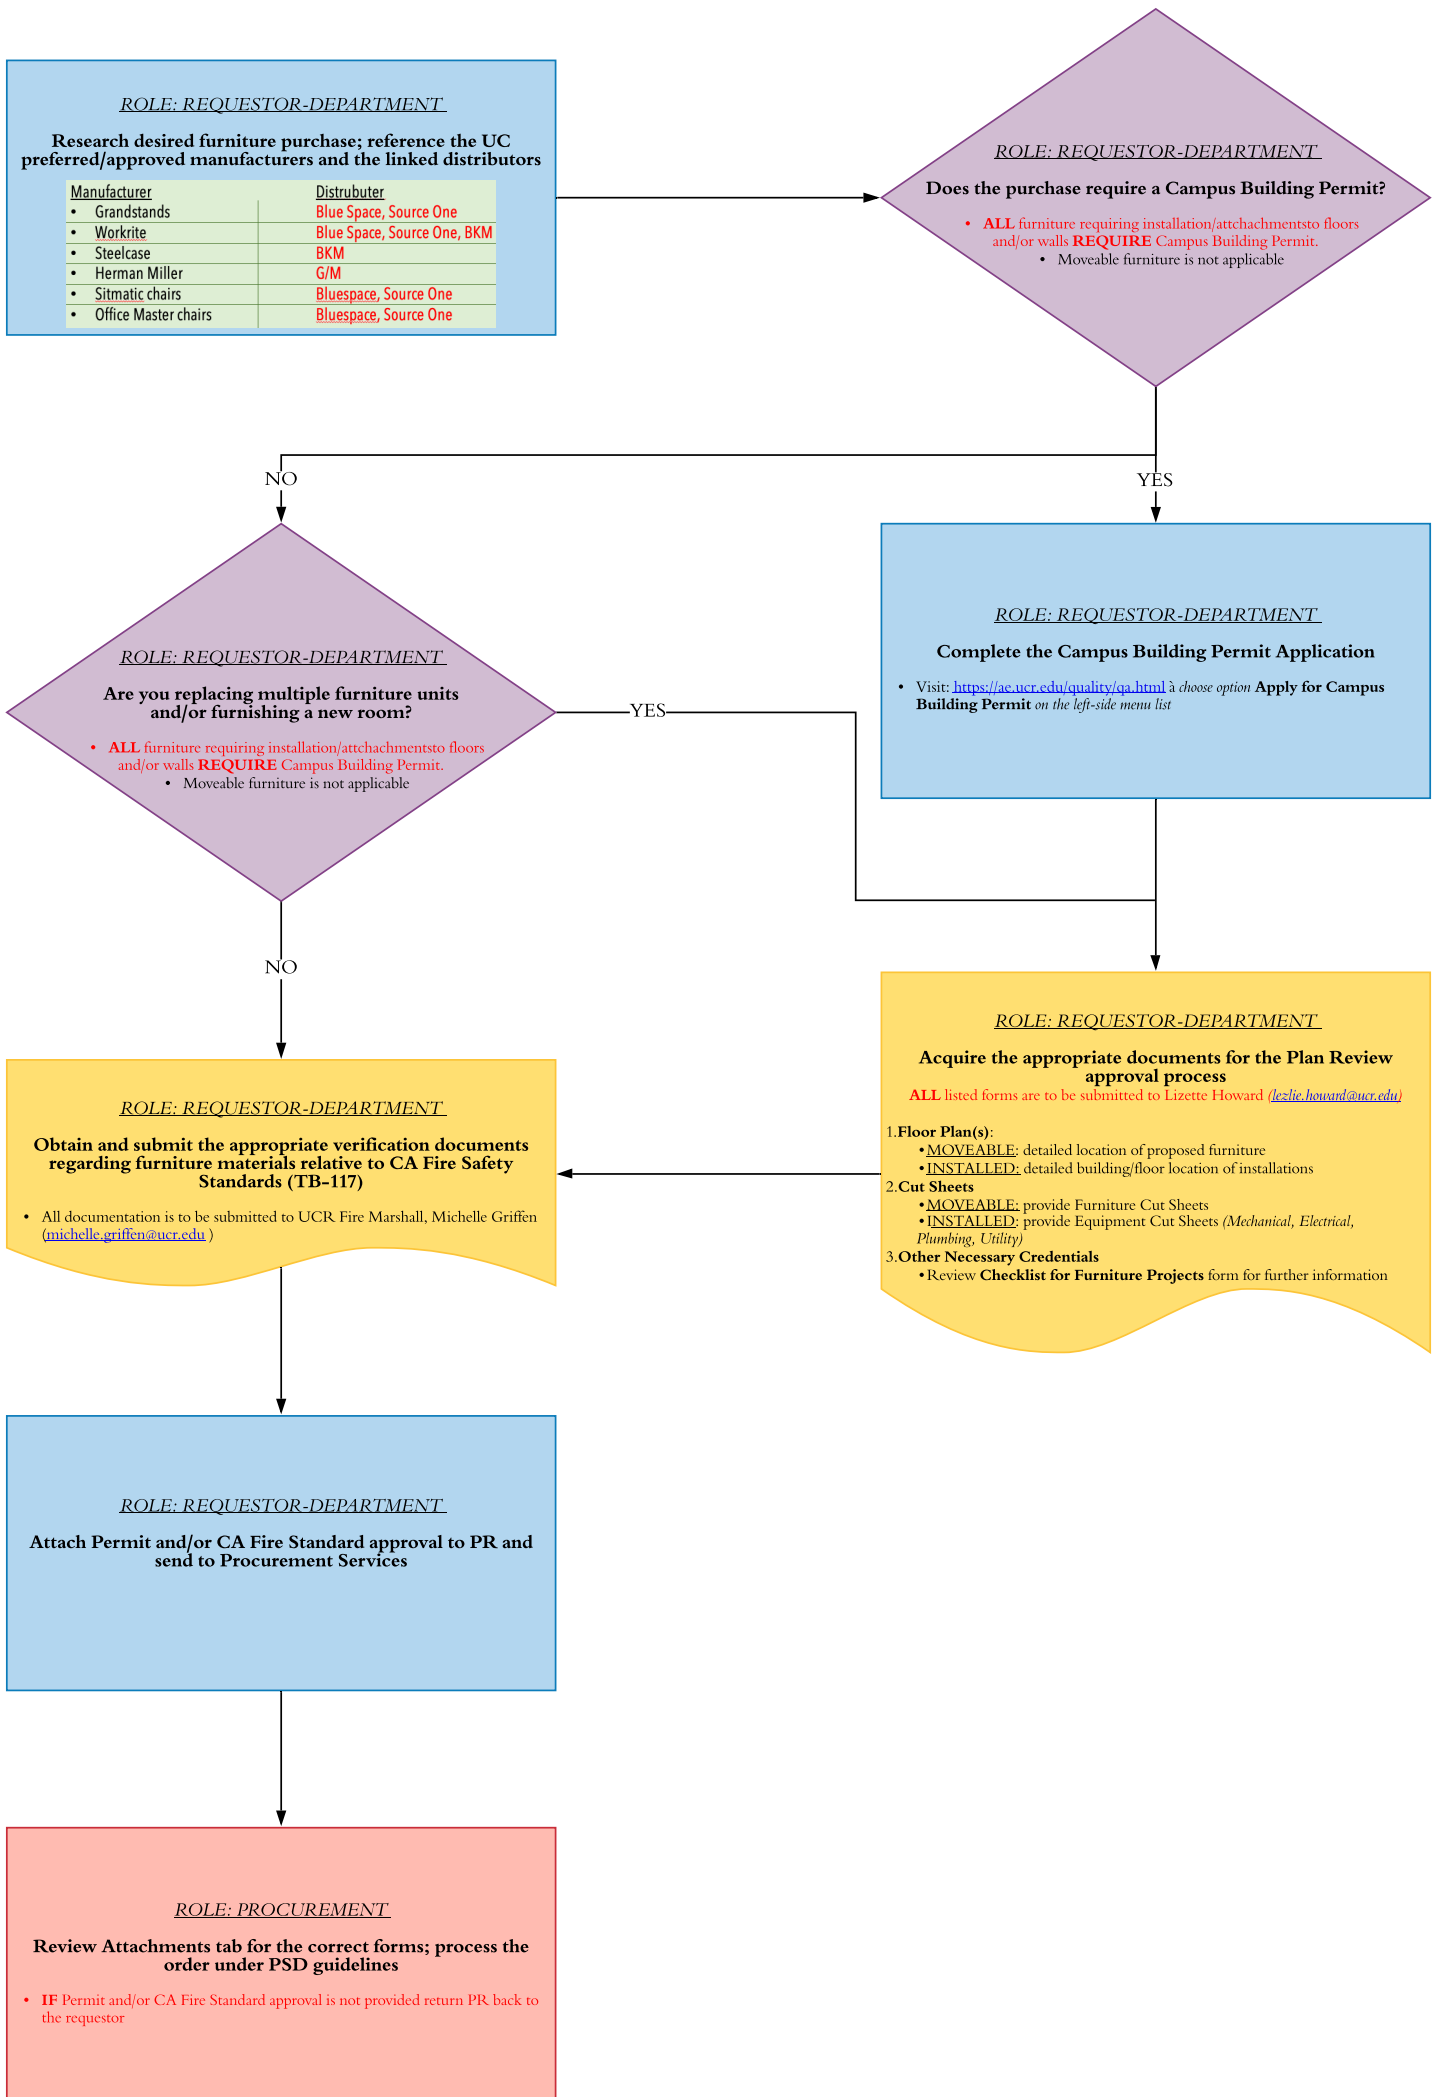 ROLE: REQUESTOR-DEPARTMENT
Research desired furniture purchase; reference the UC
preferred/approved manufacturers and the linked distributors
Manufacturer Distrubuter
• Grandstands Blue Space, Source One
• Workrite Blue Space, Source One, BKM
• Steelcase BKM
• Herman Miller G/M
• Sitmatic chairs Bluespace, Source One
• Office Master chairs Bluespace, Source One
ROLE: REQUESTOR-DEPARTMENT
Does the purchase require a Campus Building Permit?
• ALL furniture requiring installation/attchachmentsto floors
and/or walls REQUIRE Campus Building Permit.
• Moveable furniture is not applicable
NO
YES
ROLE: REQUESTOR-DEPARTMENT
Are you replacing multiple furniture units
and/or furnishing a new room?
• ALL furniture requiring installation/attchachmentsto floors
and/or walls REQUIRE Campus Building Permit.
• Moveable furniture is not applicable
YES
NO
ROLE: REQUESTOR-DEPARTMENT
Complete the Campus Building Permit Application
• Visit: https://ae.ucr.edu/quality/qa.html à choose option Apply for Campus
Building Permit on the left-side menu list
ROLE: REQUESTOR-DEPARTMENT
Acquire the appropriate documents for the Plan Review
approval process
ALL listed forms are to be submitted to Lizette Howard (lezlie.howard@ucr.edu)
1.Floor Plan(s):
•MOVEABLE: detailed location of proposed furniture
•INSTALLED: detailed building/floor location of installations
2.Cut Sheets
•MOVEABLE: provide Furniture Cut Sheets
•INSTALLED: provide Equipment Cut Sheets (Mechanical, Electrical,
Plumbing, Utility)
3.Other Necessary Credentials
•Review Checklist for Furniture Projects form for further information
ROLE: REQUESTOR-DEPARTMENT
Obtain and submit the appropriate verification documents
regarding furniture materials relative to CA Fire Safety
Standards (TB-117)
• All documentation is to be submitted to UCR Fire Marshall, Michelle Griffen
(michelle.griffen@ucr.edu )
ROLE: REQUESTOR-DEPARTMENT
Attach Permit and/or CA Fire Standard approval to PR and
send to Procurement Services
ROLE: PROCUREMENT
Review Attachments tab for the correct forms; process the
order under PSD guidelines
• IF Permit and/or CA Fire Standard approval is not provided return PR back to
the requestor